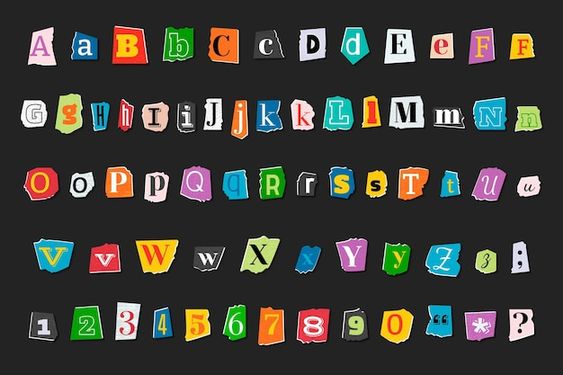 A a B b C c D d E e F F
G g H h I i J j k k L l M m N n
O o P p Q q R r s s T t U u
V v W w X x Y y Z z ;
1 2 3 4 5 6 7 8 9 0 “ * ?